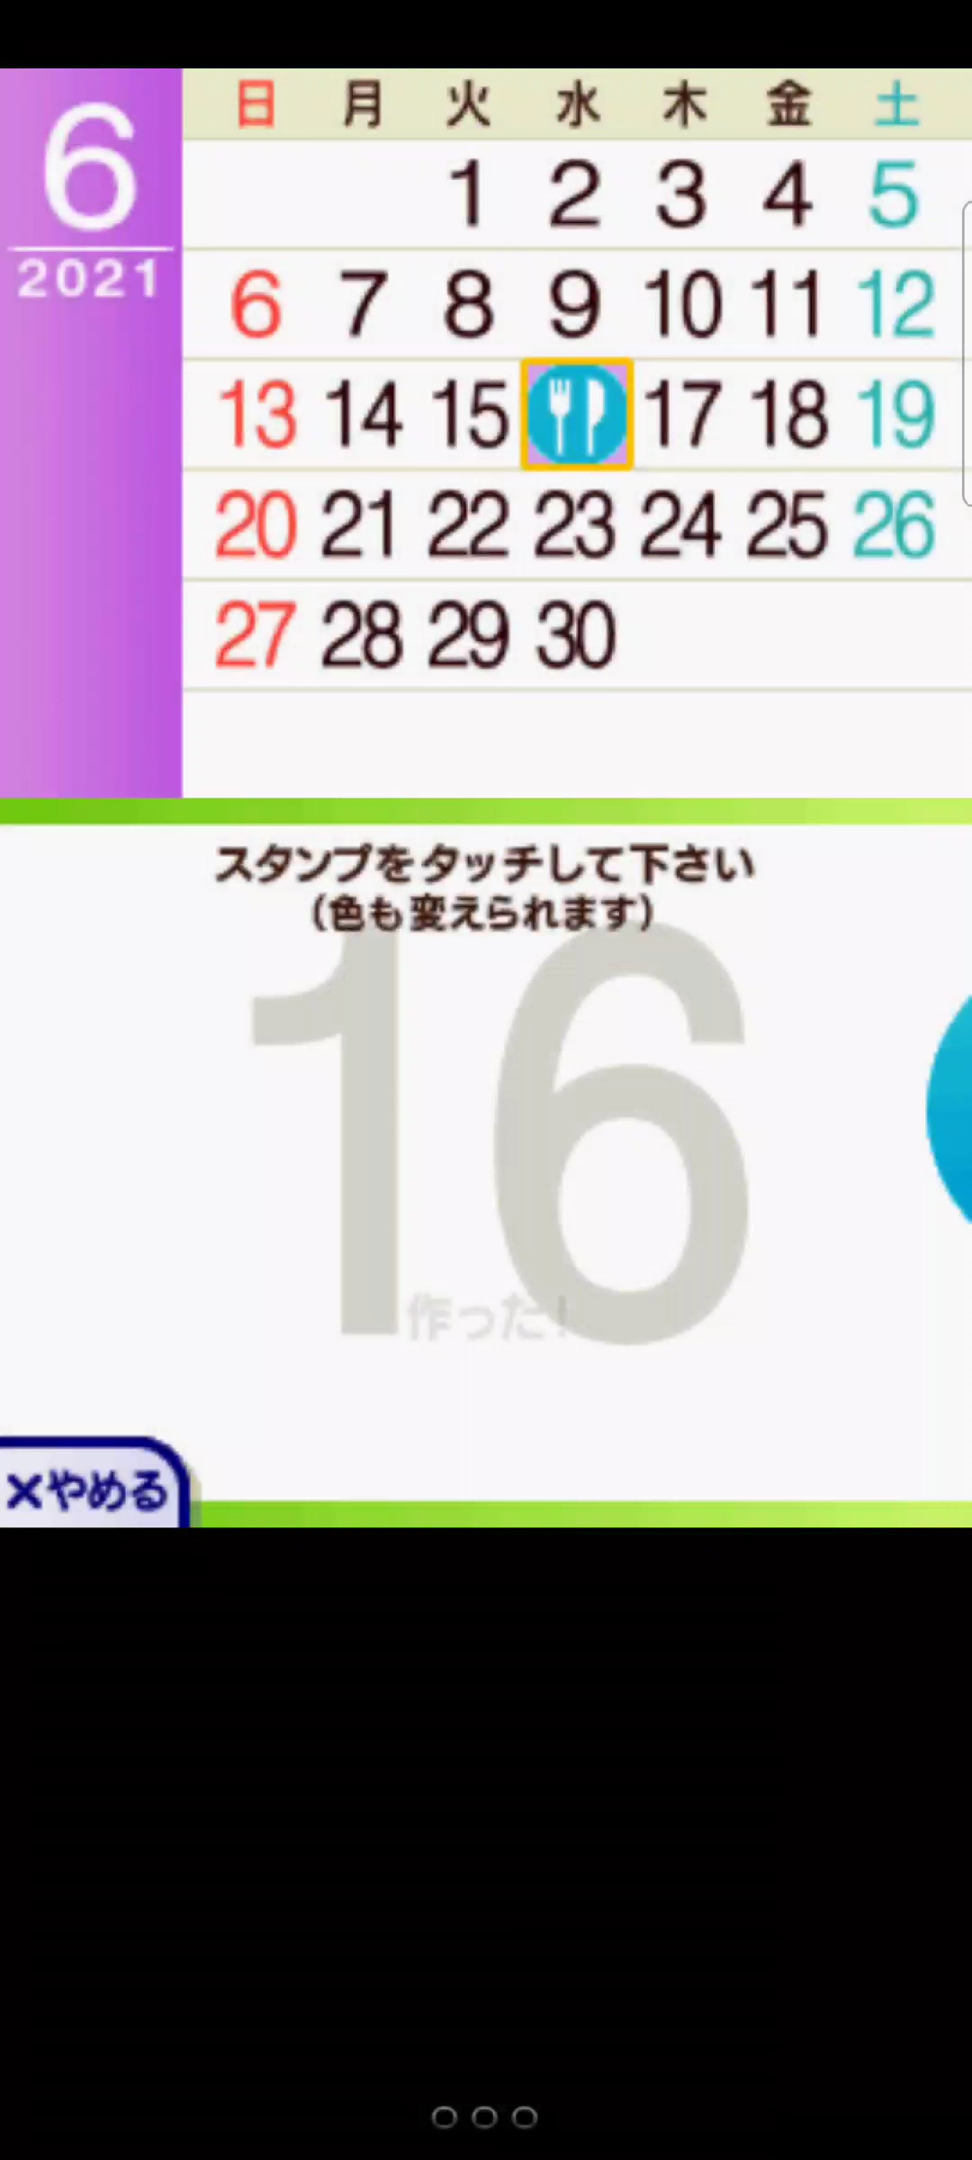 6
2021
日 月 火 水 木 金 土
1 2 3 4 5
6 7 8 9 10 11 12
13 14 15 17 18 19
20 21 22 23 24 25 26
27 28 29 30
スタンプをタッチして下さい
(色も変えられます)
16
作った!
×やめる